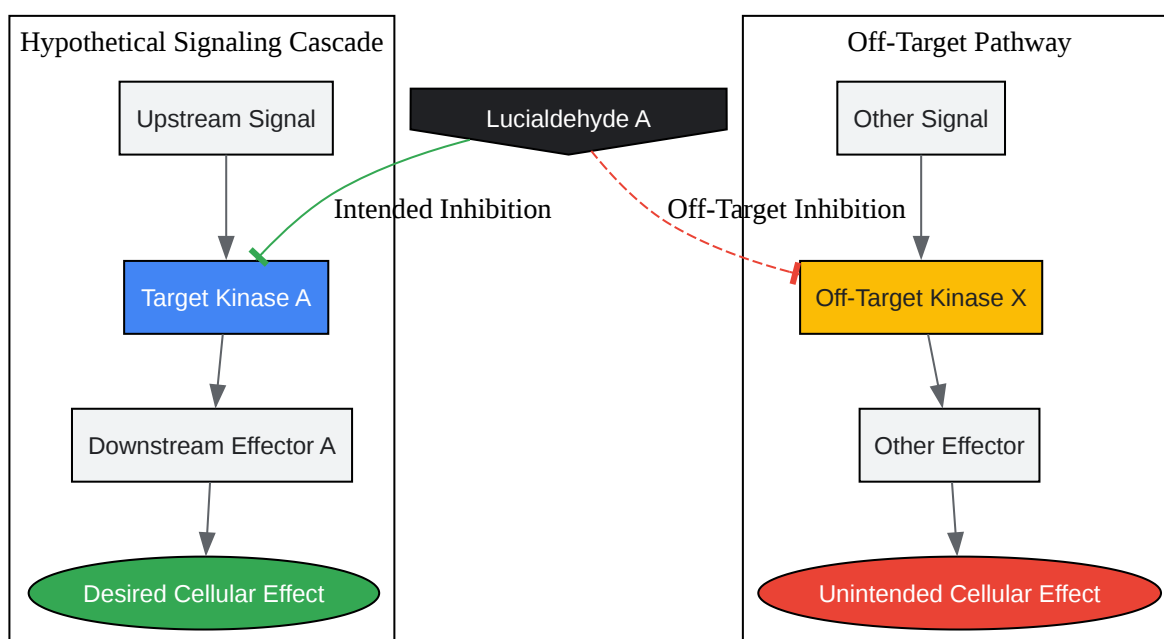 Hypothetical Signaling Cascade
Off-Target Pathway
Upstream Signal
Lucialdehyde A
Other Signal
Intended Inhibition
Off-Target Inhibition
Target Kinase A
Off-Target Kinase X
Downstream Effector A
Other Effector
Desired Cellular Effect
Unintended Cellular Effect